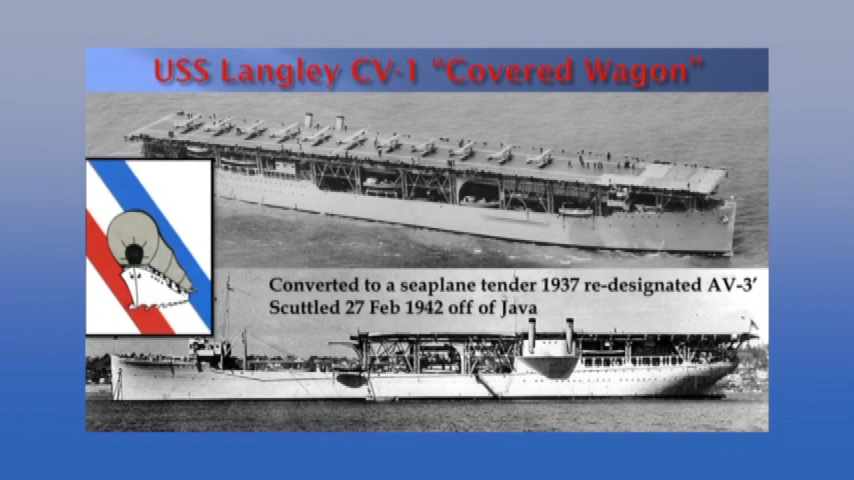 USS Langley CV-1 "Covered Wagon"
Converted to a seaplane tender 1937 re-designated AV-3’
Scuttled 27 Feb 1942 off of Java